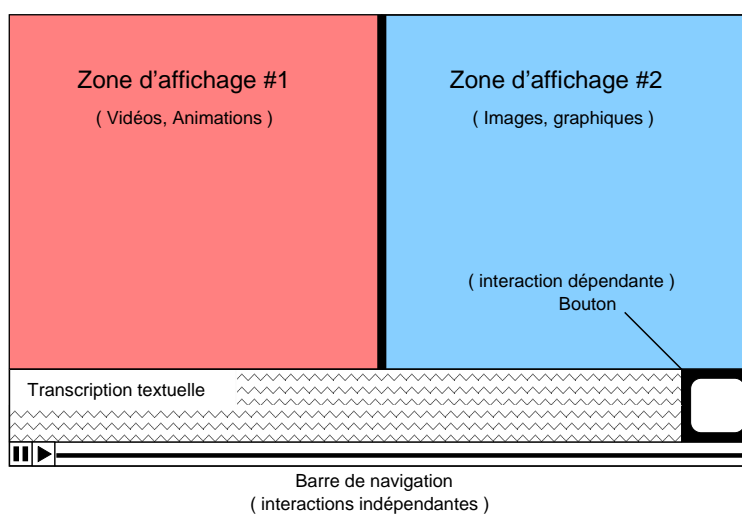 Zone d’affichage #1
( Vidéos, Animations )
Zone d’affichage #2
( Images, graphiques )
( interaction dépendante )
Bouton
Transcription textuelle
Barre de navigation
( interactions indépendantes )